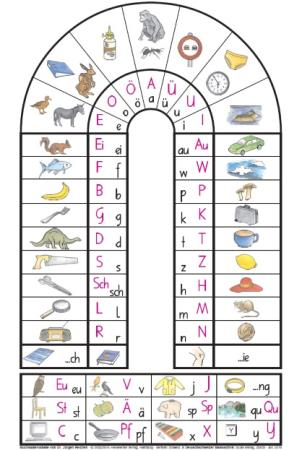 O Ö A Ü U
o ö a ü u
E e i I
Ei ei au Au
F f w W
B b p P
G g k K
D d t T
S s z Z
Sch sch h H
L l m M
R r n N
...ch ...ie
Eu eu V v j J ...ng
St st Ä ä sp Sp qu Qu
C c Pf pf x y Y